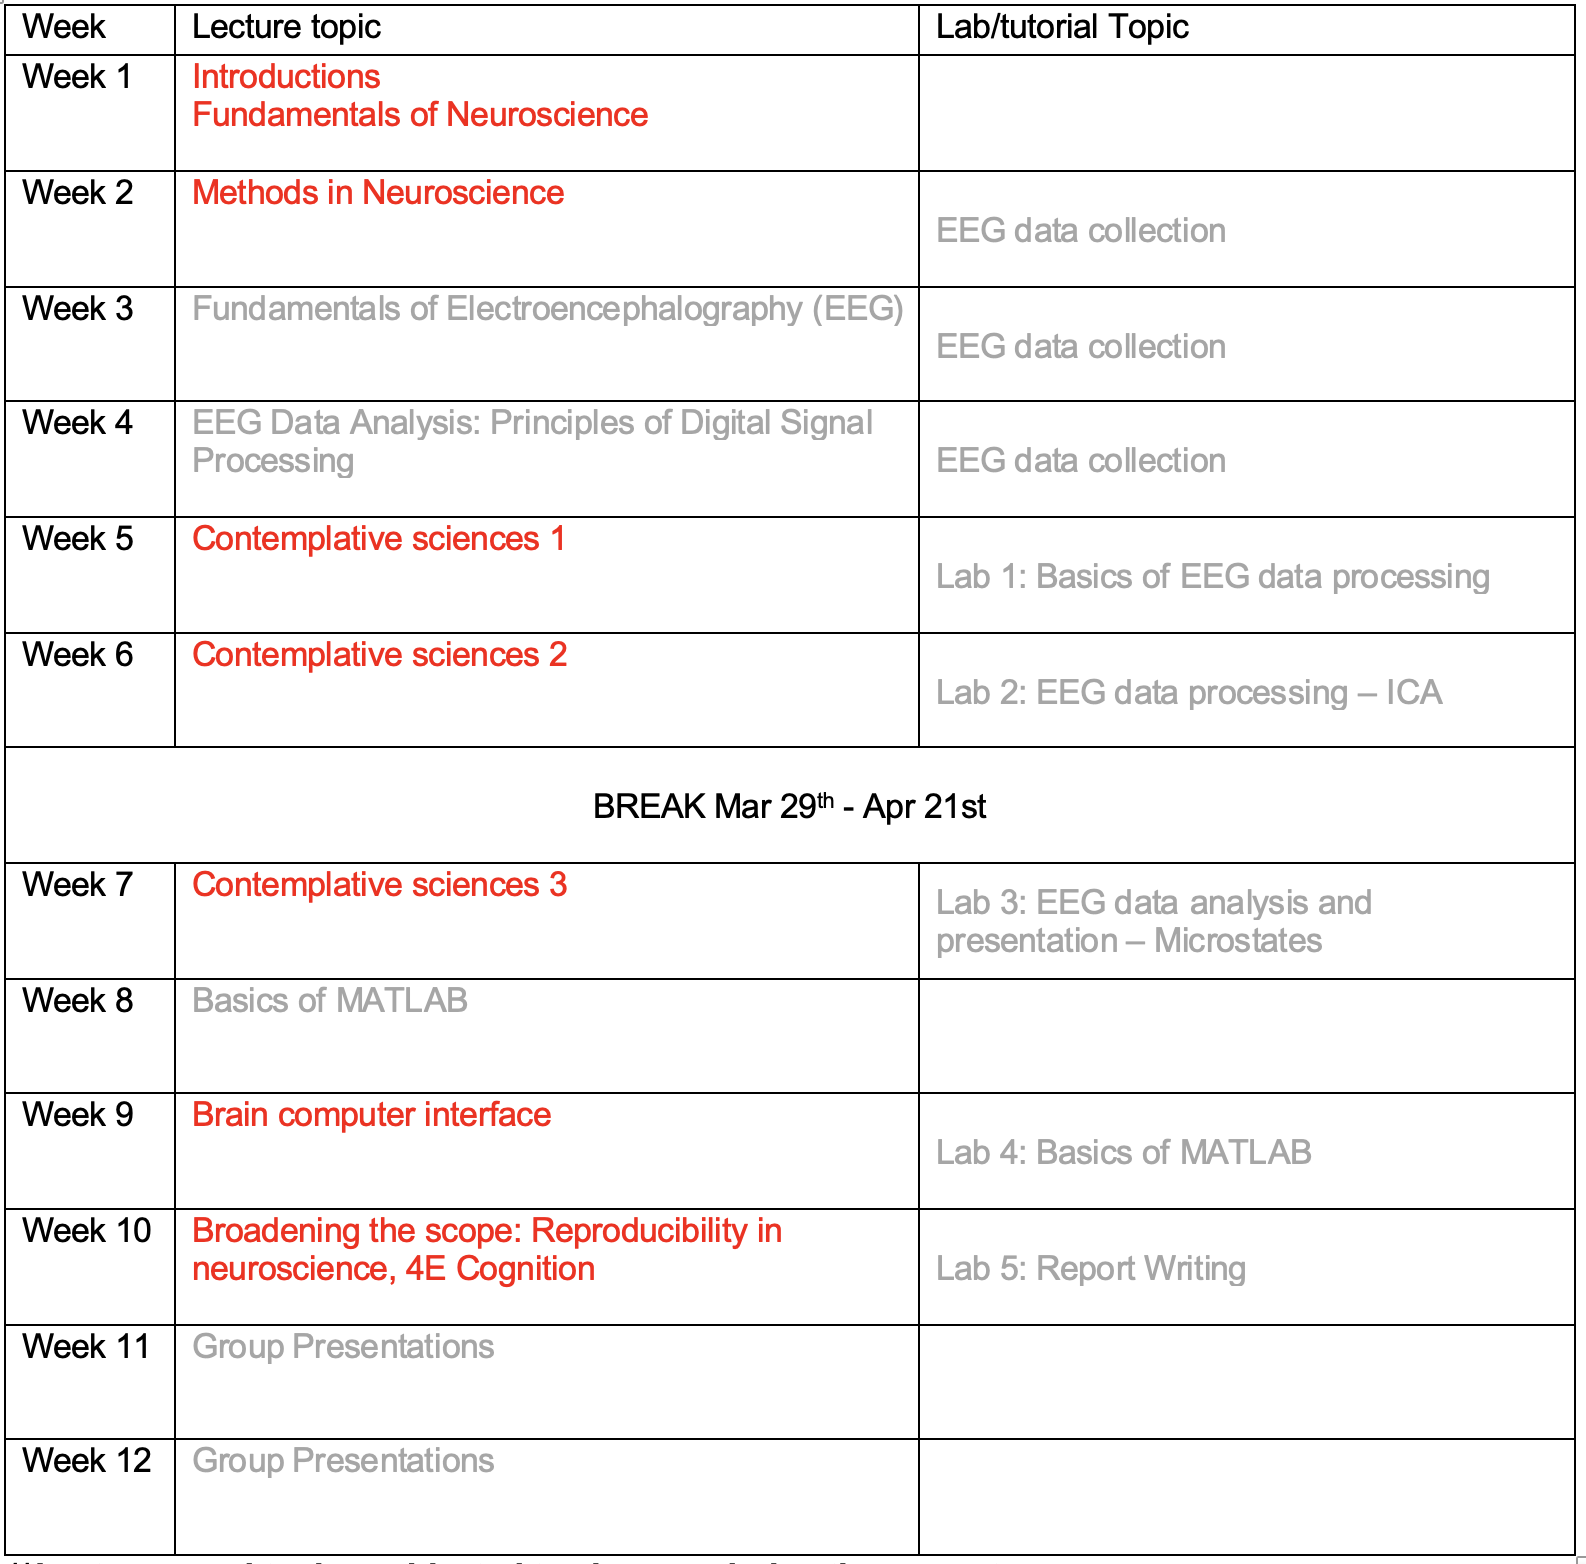 Week Lecture topic Lab/tutorial Topic
Week 1 Introductions
Fundamentals of Neuroscience
Week 2 Methods in Neuroscience
EEG data collection
Week 3 Fundamentals of Electroencephalography (EEG)
EEG data collection
Week 4 EEG Data Analysis: Principles of Digital Signal
Processing EEG data collection
Week 5 Contemplative sciences 1
Lab 1: Basics of EEG data processing
Week 6 Contemplative sciences 2
Lab 2: EEG data processing – ICA
BREAK Mar 29th - Apr 21st
Week 7 Contemplative sciences 3
Lab 3: EEG data analysis and
presentation – Microstates
Week 8 Basics of MATLAB
Week 9 Brain computer interface
Lab 4: Basics of MATLAB
Week 10 Broadening the scope: Reproducibility in
neuroscience, 4E Cognition Lab 5: Report Writing
Week 11 Group Presentations
Week 12 Group Presentations